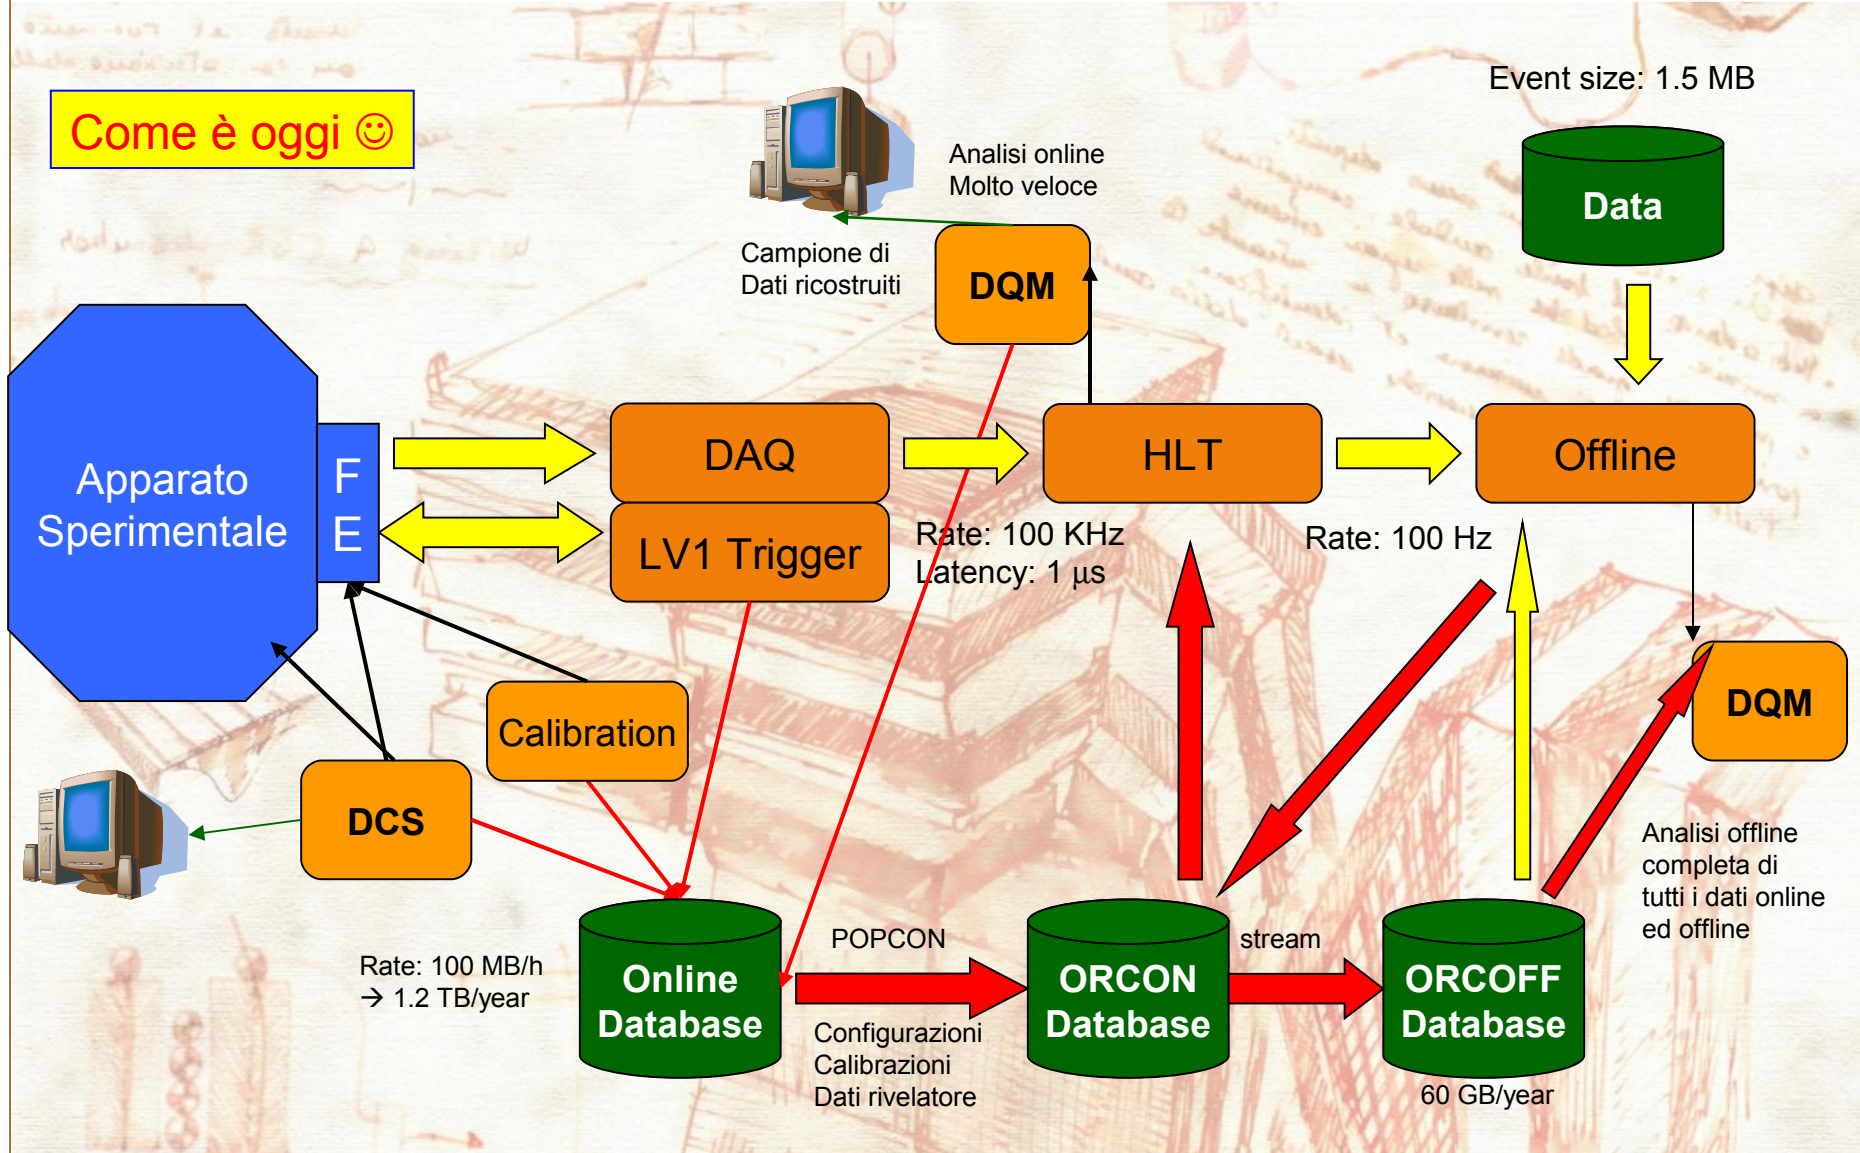 Event size: 1.5 MB
Come è oggi ☺
Analisi online
Molto veloce
Data
Campione di
Dati ricostruiti
DQM
Apparato
Sperimentale
F
E
DAQ
HLT
Offline
LV1 Trigger
Rate: 100 KHz
Latency: 1 μs
Rate: 100 Hz
Calibration
DQM
DCS
Analisi offline
completa di
tutti i dati online
ed offline
Rate: 100 MB/h
→ 1.2 TB/year
Online
Database
POPCON
Configurazioni
Calibrazioni
Dati rivelatore
ORCON
Database
stream
ORCOFF
Database
60 GB/year